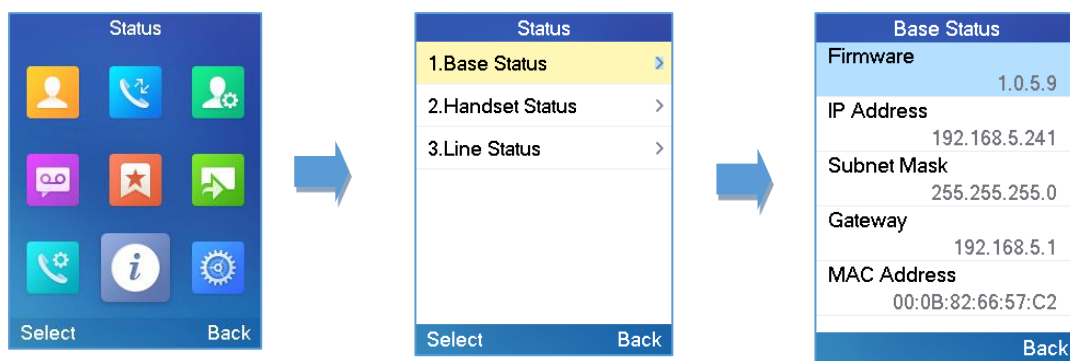 Status
Select Back
Status
1.Base Status
2.Handset Status
3.Line Status
Select Back
Base Status
Firmware
1.0.5.9
IP Address
192.168.5.241
Subnet Mask
255.255.255.0
Gateway
192.168.5.1
MAC Address
00:0B:82:66:57:C2
Back